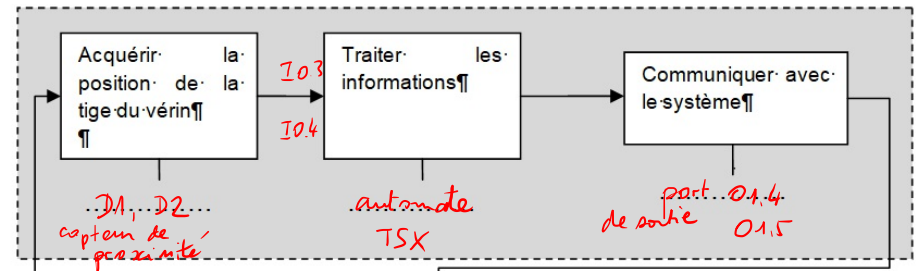 Acquérir la
position de la
tige du vérin¶
¶
I0.3
I0.4
Traiter les
informations¶
Communiquer avec
le système¶
D1, D2
capteur de
proximité
automate
TSX
port O1.4
de sortie O1.5